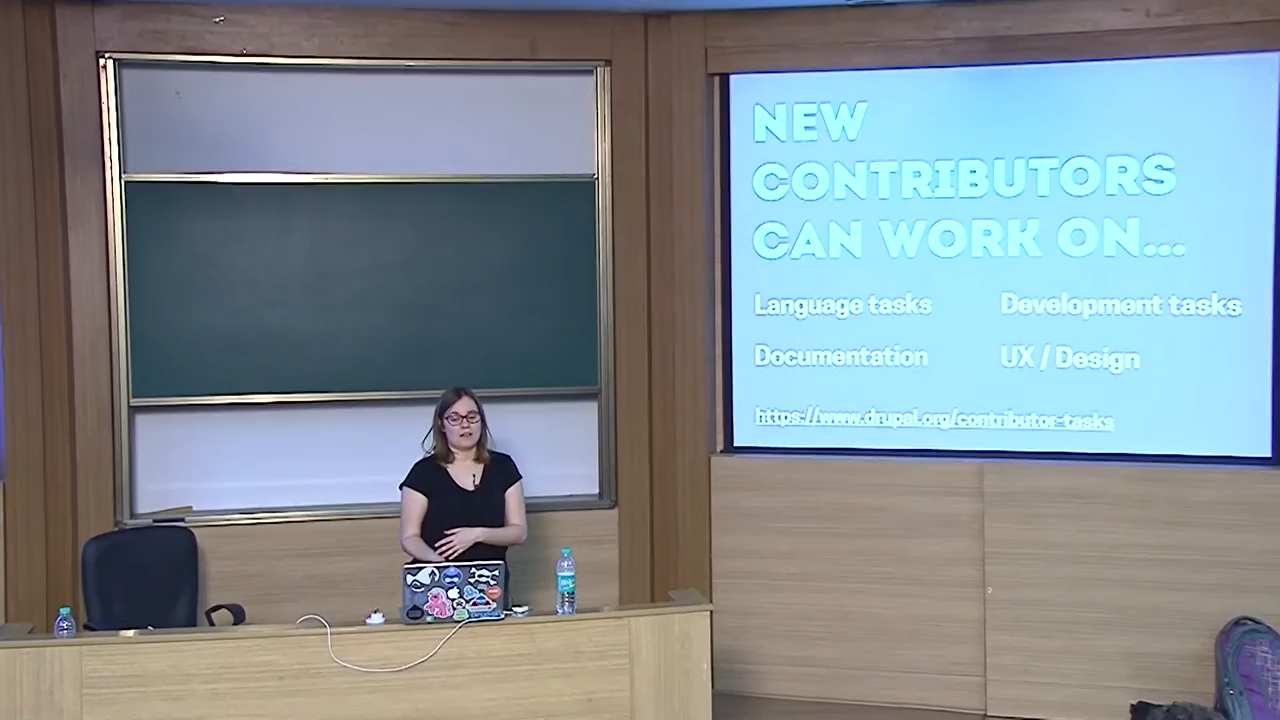 NEW
CONTRIBUTORS
CAN WORK ON...
Language tasks Development tasks
Documentation UX / Design
https://www.drupal.org/contributor-tasks